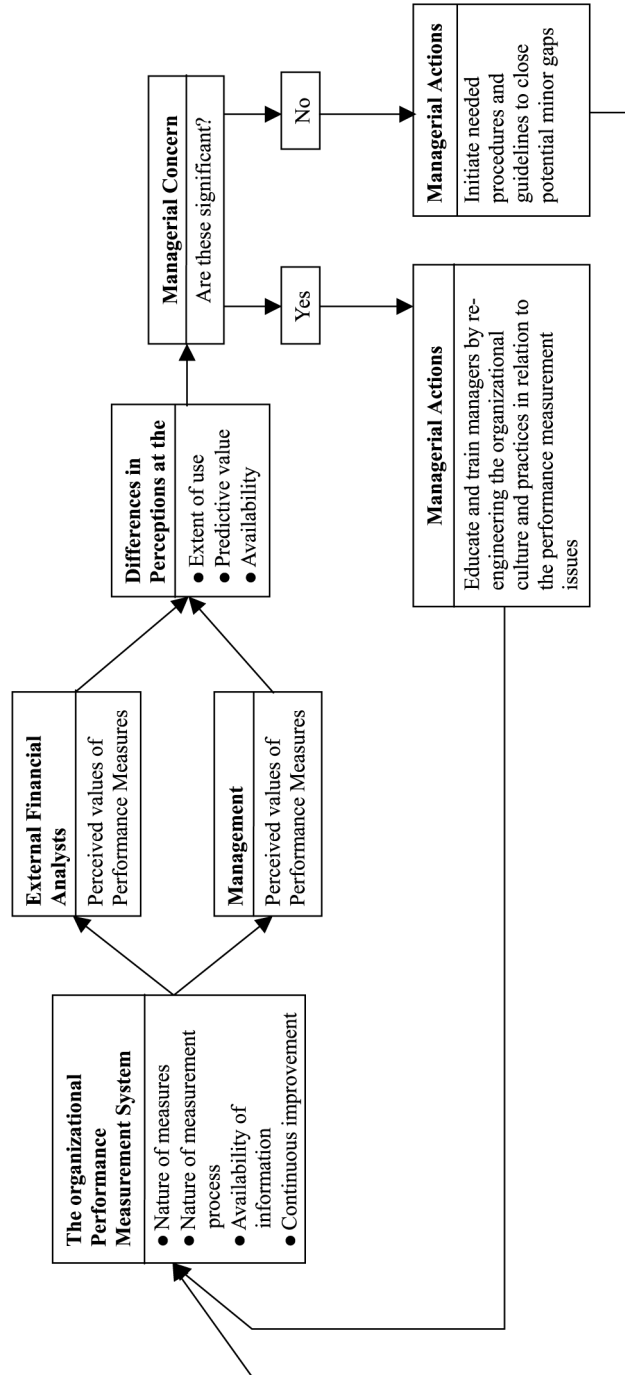 The organizational
Performance
Measurement System
● Nature of measures
● Nature of measurement
process
● Availability of
information
● Continuous improvement
External Financial
Analysts
Perceived values of
Performance Measures
Management
Perceived values of
Performance Measures
Differences in
Perceptions at the
● Extent of use
● Predictive value
● Availability
Managerial Concern
Are these significant?
Yes
No
Managerial Actions
Educate and train managers by re-
engineering the organizational
culture and practices in relation to
the performance measurement
issues
Managerial Actions
Initiate needed
procedures and
guidelines to close
potential minor gaps